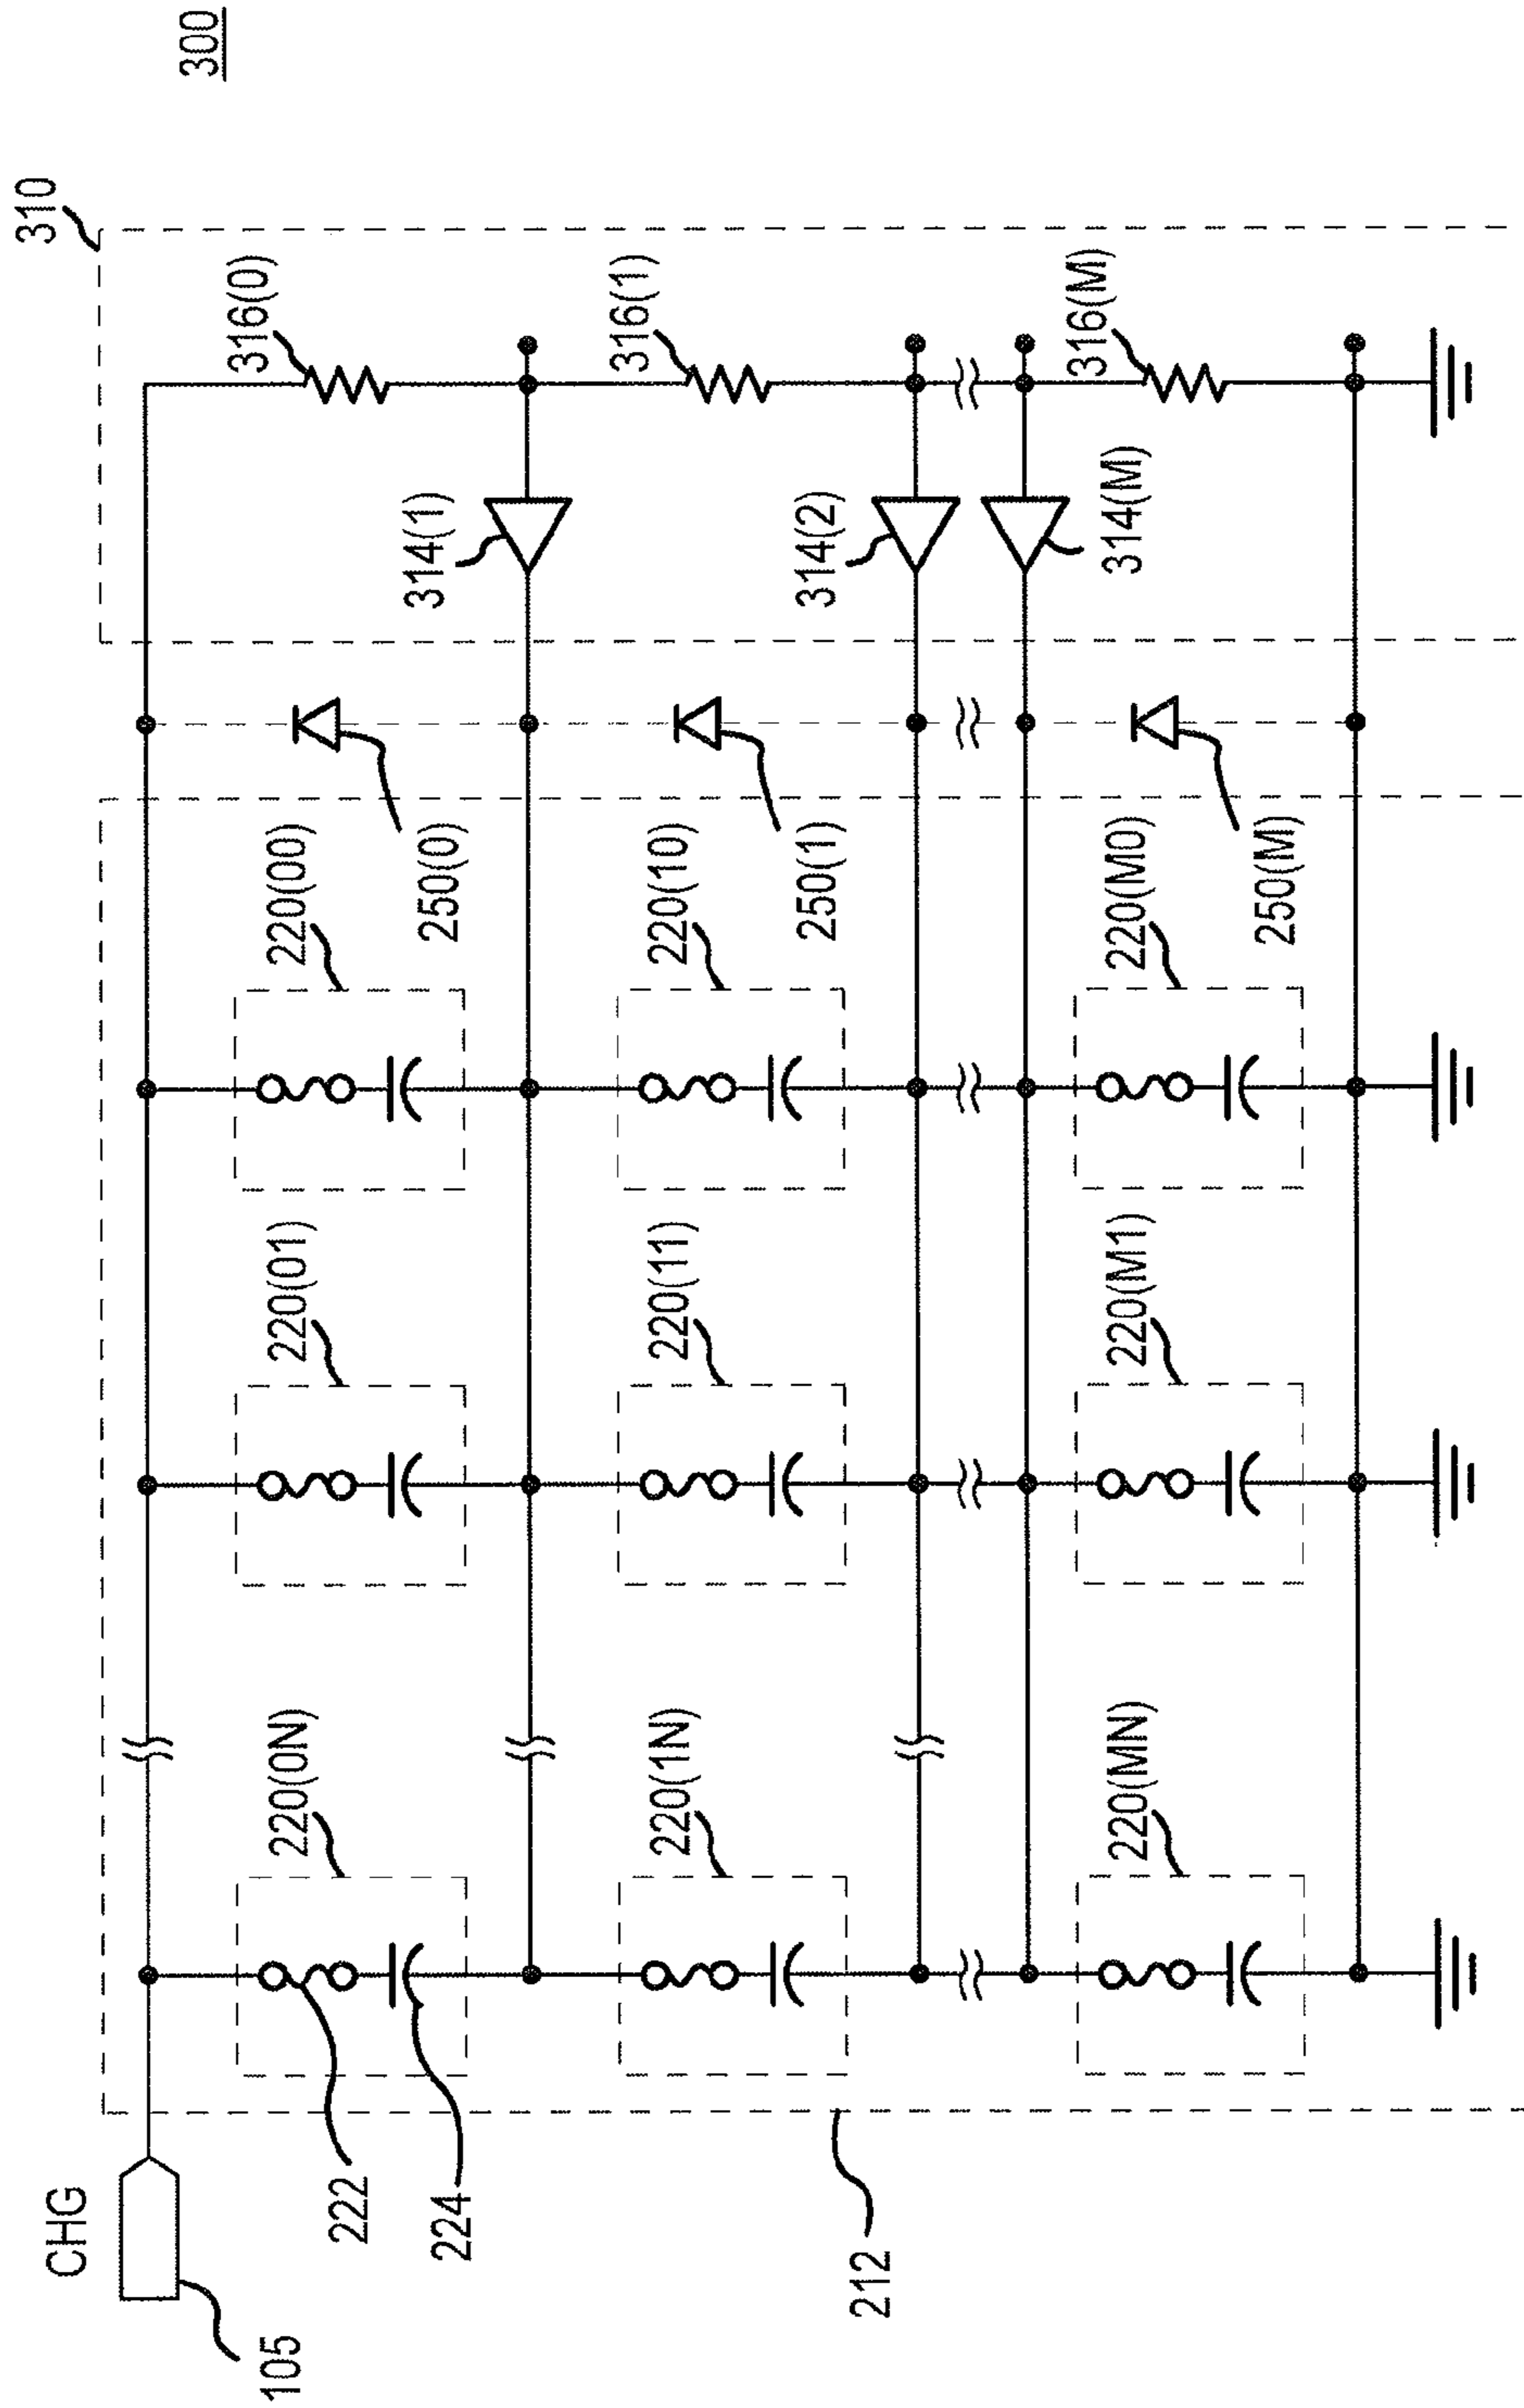 300
310
CHG
105
316(0)
316(1)
316(M)
314(1)
314(2)
314(M)
250(0)
250(1)
250(M)
220(00)
220(10)
220(M0)
220(01)
220(11)
220(M1)
220(0N)
220(1N)
220(MN)
222
224
212